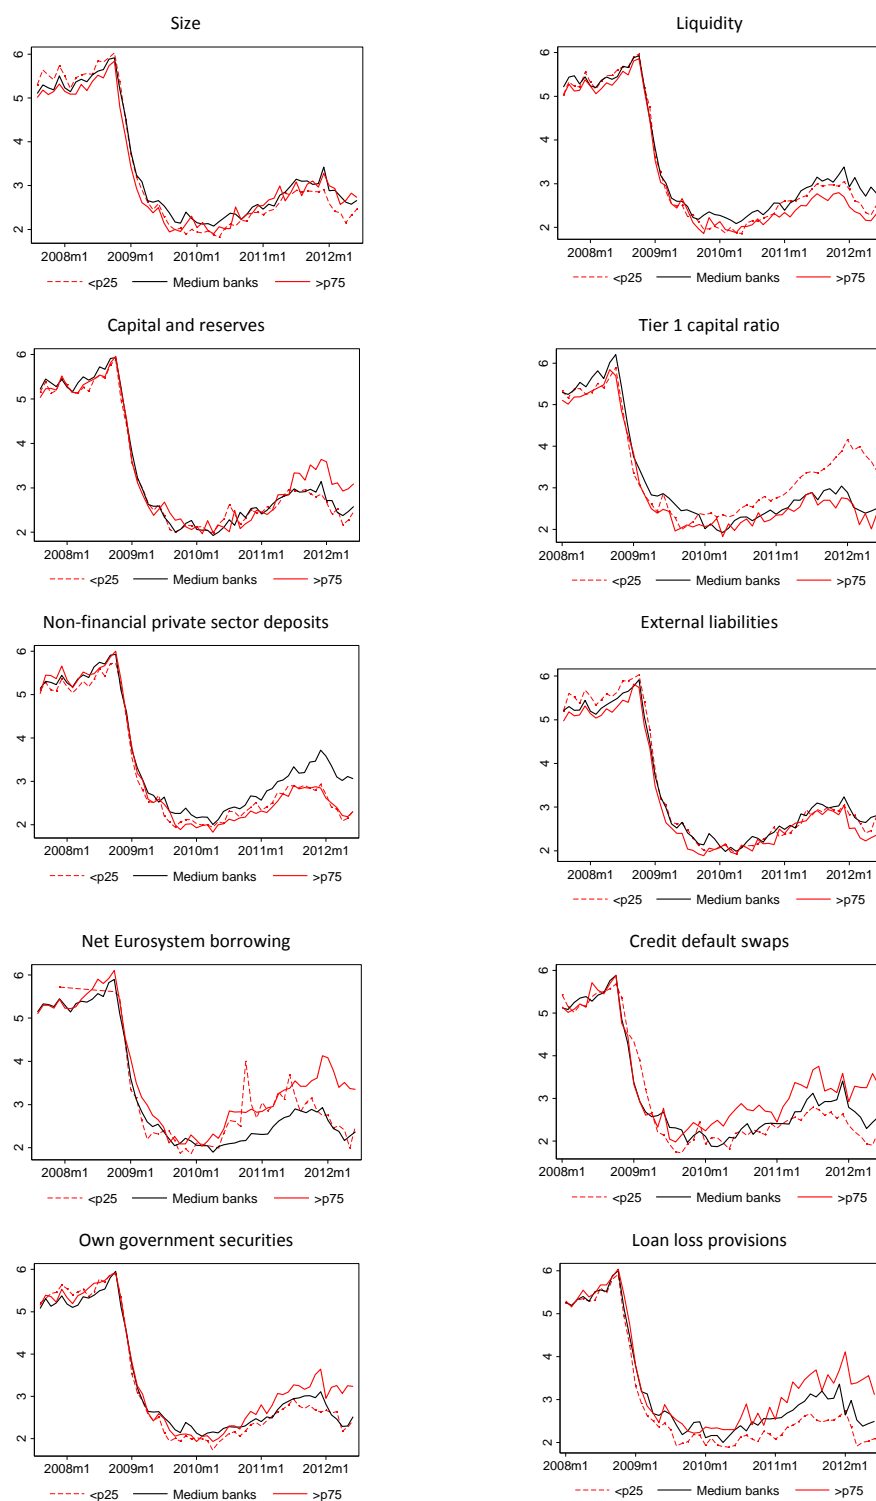 Size
6
5
4
3
2
2008m1 2009m1 2010m1 2011m1 2012m1
<p25 Medium banks >p75
Liquidity
6
5
4
3
2
2008m1 2009m1 2010m1 2011m1 2012m1
<p25 Medium banks >p75
Capital and reserves
6
5
4
3
2
2008m1 2009m1 2010m1 2011m1 2012m1
<p25 Medium banks >p75
Tier 1 capital ratio
6
5
4
3
2
2008m1 2009m1 2010m1 2011m1 2012m1
<p25 Medium banks >p75
Non-financial private sector deposits
6
5
4
3
2
2008m1 2009m1 2010m1 2011m1 2012m1
<p25 Medium banks >p75
External liabilities
6
5
4
3
2
2008m1 2009m1 2010m1 2011m1 2012m1
<p25 Medium banks >p75
Net Eurosystem borrowing
6
5
4
3
2
2008m1 2009m1 2010m1 2011m1 2012m1
<p25 Medium banks >p75
Credit default swaps
6
5
4
3
2
2008m1 2009m1 2010m1 2011m1 2012m1
<p25 Medium banks >p75
Own government securities
6
5
4
3
2
2008m1 2009m1 2010m1 2011m1 2012m1
<p25 Medium banks >p75
Loan loss provisions
6
5
4
3
2
2008m1 2009m1 2010m1 2011m1 2012m1
<p25 Medium banks >p75